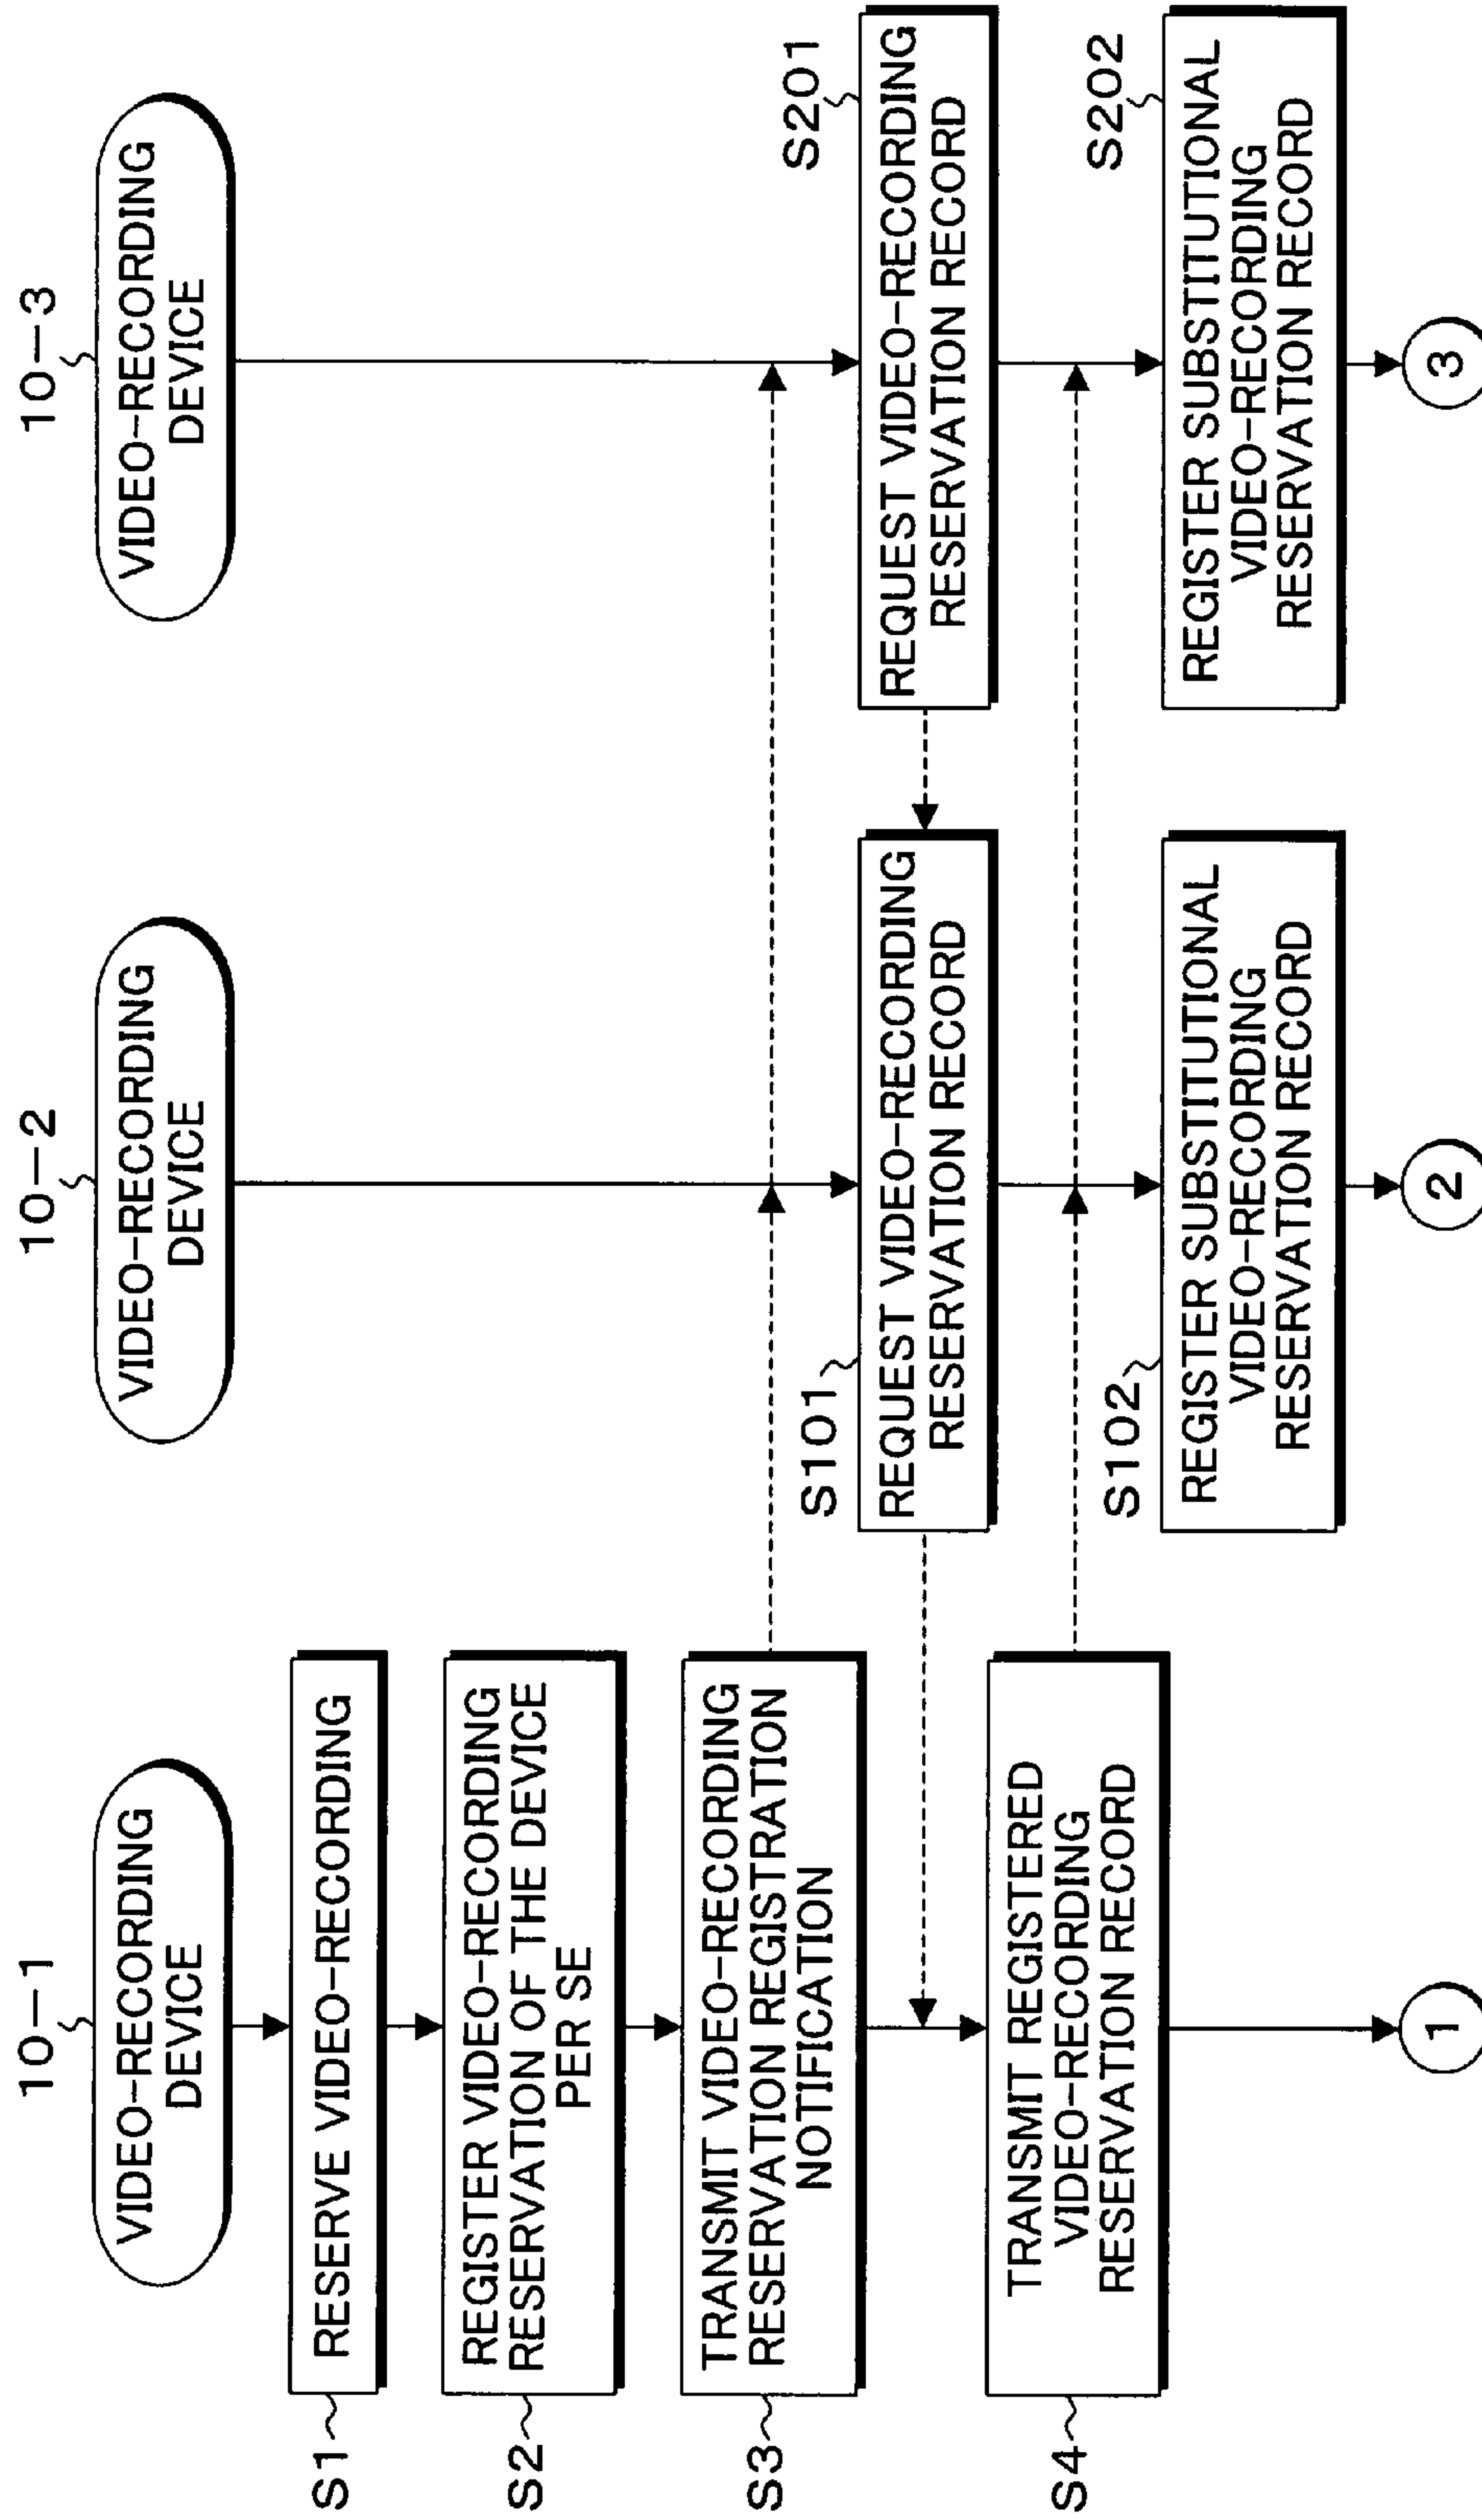 10-1
VIDEO-RECORDING
DEVICE
S1
RESERVE VIDEO-RECORDING
S2
REGISTER VIDEO-RECORDING
RESERVATION OF THE DEVICE
PER SE
S3
TRANSMIT VIDEO-RECORDING
RESERVATION REGISTRATION
NOTIFICATION
S4
TRANSMIT REGISTERED
VIDEO-RECORDING
RESERVATION RECORD
1
10-2
VIDEO-RECORDING
DEVICE
S101
REQUEST VIDEO-RECORDING
RESERVATION RECORD
S102
REGISTER SUBSTITUTIONAL
VIDEO-RECORDING
RESERVATION RECORD
2
10-3
VIDEO-RECORDING
DEVICE
S201
REQUEST VIDEO-RECORDING
RESERVATION RECORD
S202
REGISTER SUBSTITUTIONAL
VIDEO-RECORDING
RESERVATION RECORD
3